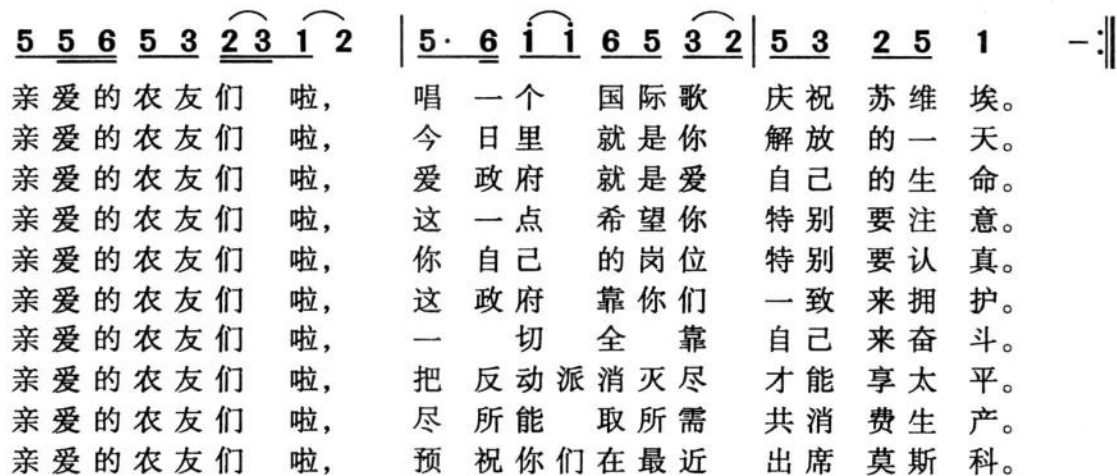 5 5 6 5 3 2 3 1 2 | 5· 6 i i 6 5 3 2 | 5 3 2 5 1 - :‖
亲爱的农友们 啦, 唱 一个 国际歌 庆祝 苏维 埃。
亲爱的农友们 啦, 今 日里 就是你 解放 的一 天。
亲爱的农友们 啦, 爱 政府 就是爱 自己 的生 命。
亲爱的农友们 啦, 这 一点 希望你 特别 要注 意。
亲爱的农友们 啦, 你 自己 的岗位 特别 要认 真。
亲爱的农友们 啦, 这 政府 靠你们 一致 来拥 护。
亲爱的农友们 啦, 一 切 全 靠 自己 来奋 斗。
亲爱的农友们 啦, 把 反动派消灭尽 才能 享太 平。
亲爱的农友们 啦, 尽 所能 取所需 共消 费生 产。
亲爱的农友们 啦, 预 祝你们在最近 出席 莫斯 科。